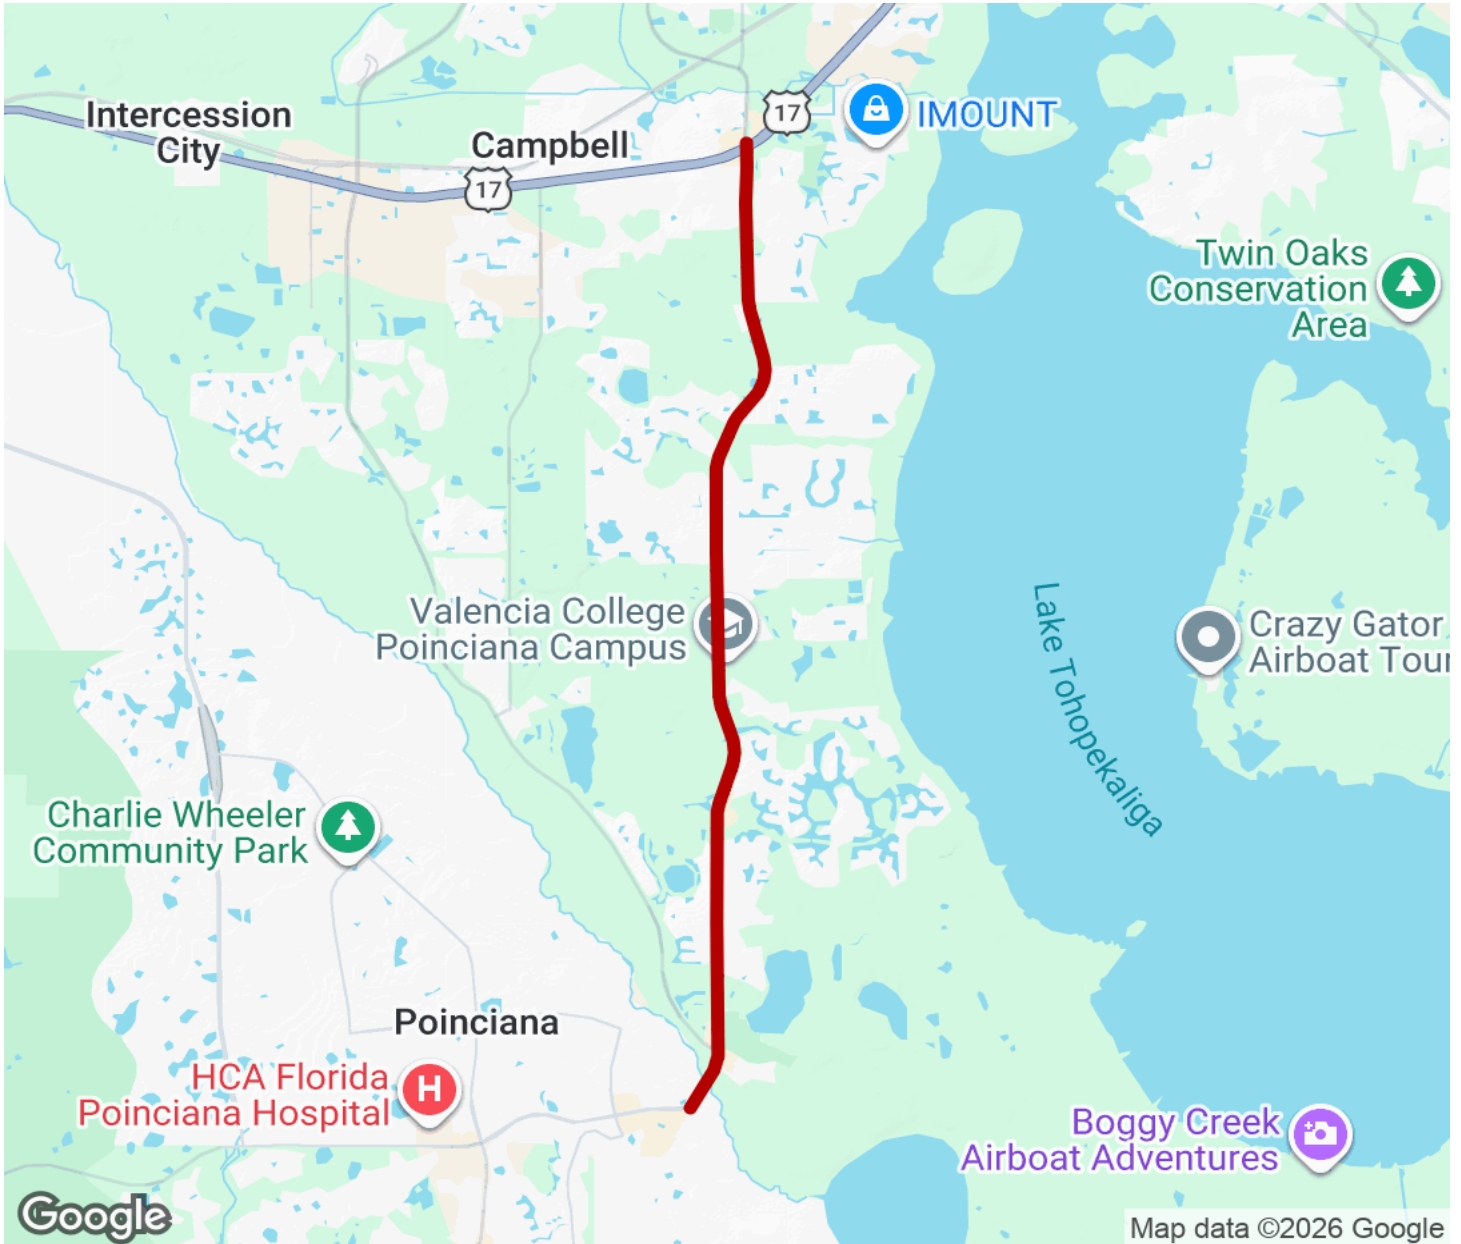 17
IMOUNT
Intercession
City
Campbell
17
Twin Oaks
Conservation
Area
Valencia College
Poinciana Campus
Lake Tohopekaliga
Crazy Gator
Airboat Tour
Charlie Wheeler
Community Park
Poinciana
HCA Florida
Poinciana Hospital
H
Boggy Creek
Airboat Adventures
Google
Map data ©2026 Google